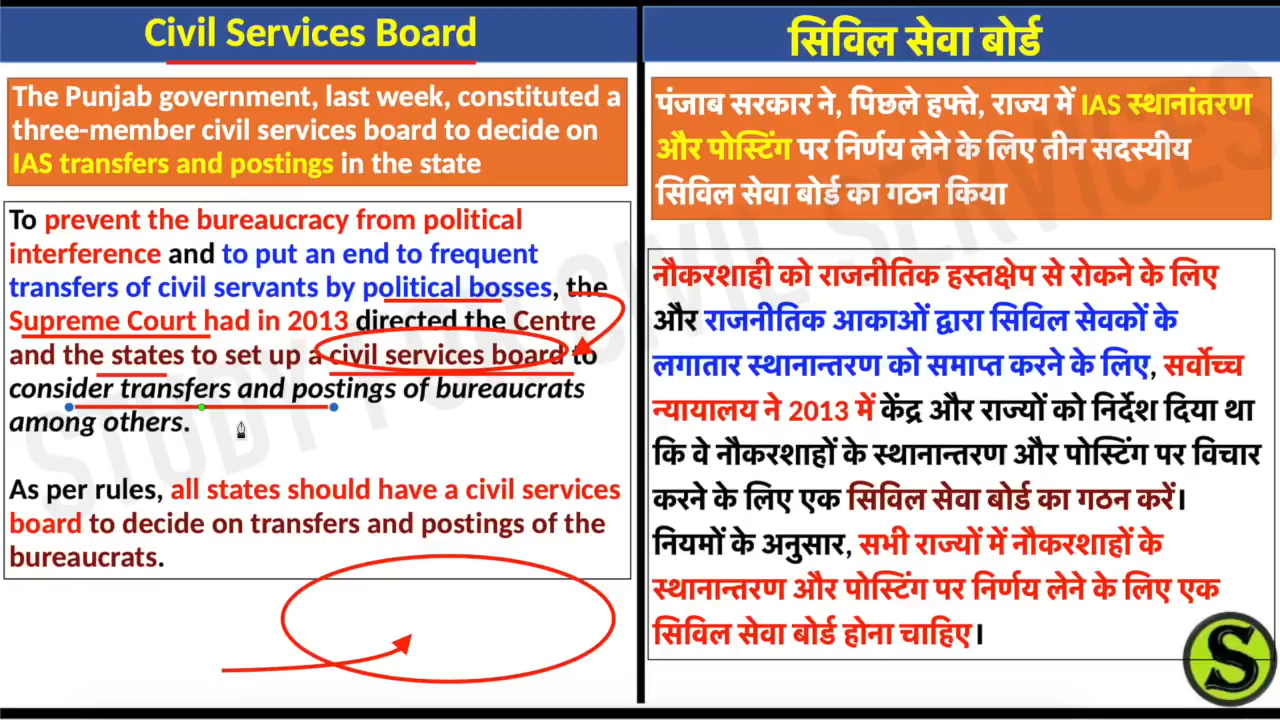 Civil Services Board
The Punjab government, last week, constituted a
three-member civil services board to decide on
IAS transfers and postings in the state
To prevent the bureaucracy from political
interference and to put an end to frequent
transfers of civil servants by political bosses, the
Supreme Court had in 2013 directed the Centre
and the states to set up a civil services board to
consider transfers and postings of bureaucrats
among others.
As per rules, all states should have a civil services
board to decide on transfers and postings of the
bureaucrats.
सिविल सेवा बोर्ड
पंजाब सरकार ने, पिछले हफ्ते, राज्य में IAS स्थानांतरण
और पोस्टिंग पर निर्णय लेने के लिए तीन सदस्यीय
सिविल सेवा बोर्ड का गठन किया
नौकरशाही को राजनीतिक हस्तक्षेप से रोकने के लिए
और राजनीतिक आकाओं द्वारा सिविल सेवकों के
लगातार स्थानान्तरण को समाप्त करने के लिए, सर्वोच्च
न्यायालय ने 2013 में केंद्र और राज्यों को निर्देश दिया था
कि वे नौकरशाहों के स्थानान्तरण और पोस्टिंग पर विचार
करने के लिए एक सिविल सेवा बोर्ड का गठन करें।
नियमों के अनुसार, सभी राज्यों में नौकरशाहों के
स्थानान्तरण और पोस्टिंग पर निर्णय लेने के लिए एक
सिविल सेवा बोर्ड होना चाहिए।
STUDY FOR CIVIL SERVICES
S